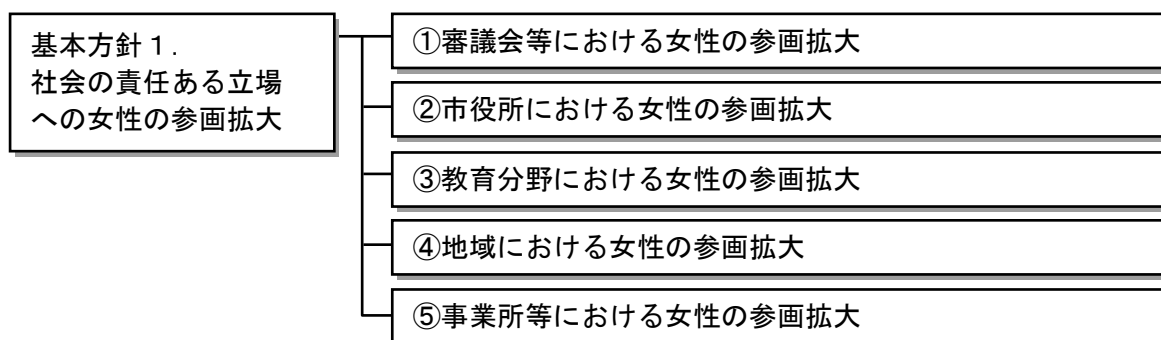 基本方針１.
社会の責任ある立場
への女性の参画拡大
①審議会等における女性の参画拡大
②市役所における女性の参画拡大
③教育分野における女性の参画拡大
④地域における女性の参画拡大
⑤事業所等における女性の参画拡大